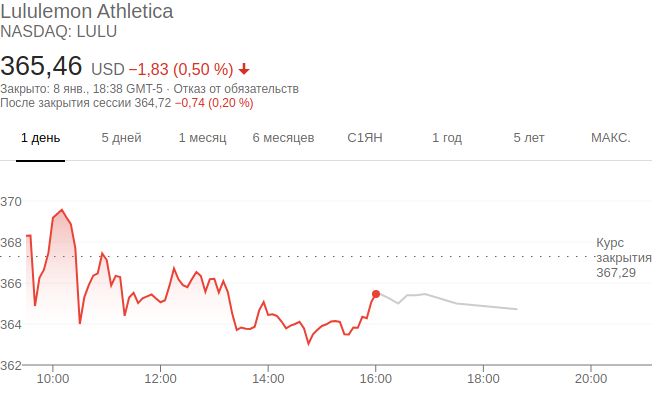 Lululemon Athletica
NASDAQ: LULU
365,46 USD −1,83 (0,50 %)
Закрыто: 8 янв., 18:38 GMT-5 · Отказ от обязательств
После закрытия сессии 364,72 −0,74 (0,20 %)
1 день 5 дней 1 месяц 6 месяцев С1ЯН 1 год 5 лет МАКС.
370
368
Курс
закрытия
367,29
366
364
362
10:00 12:00 14:00 16:00 18:00 20:00